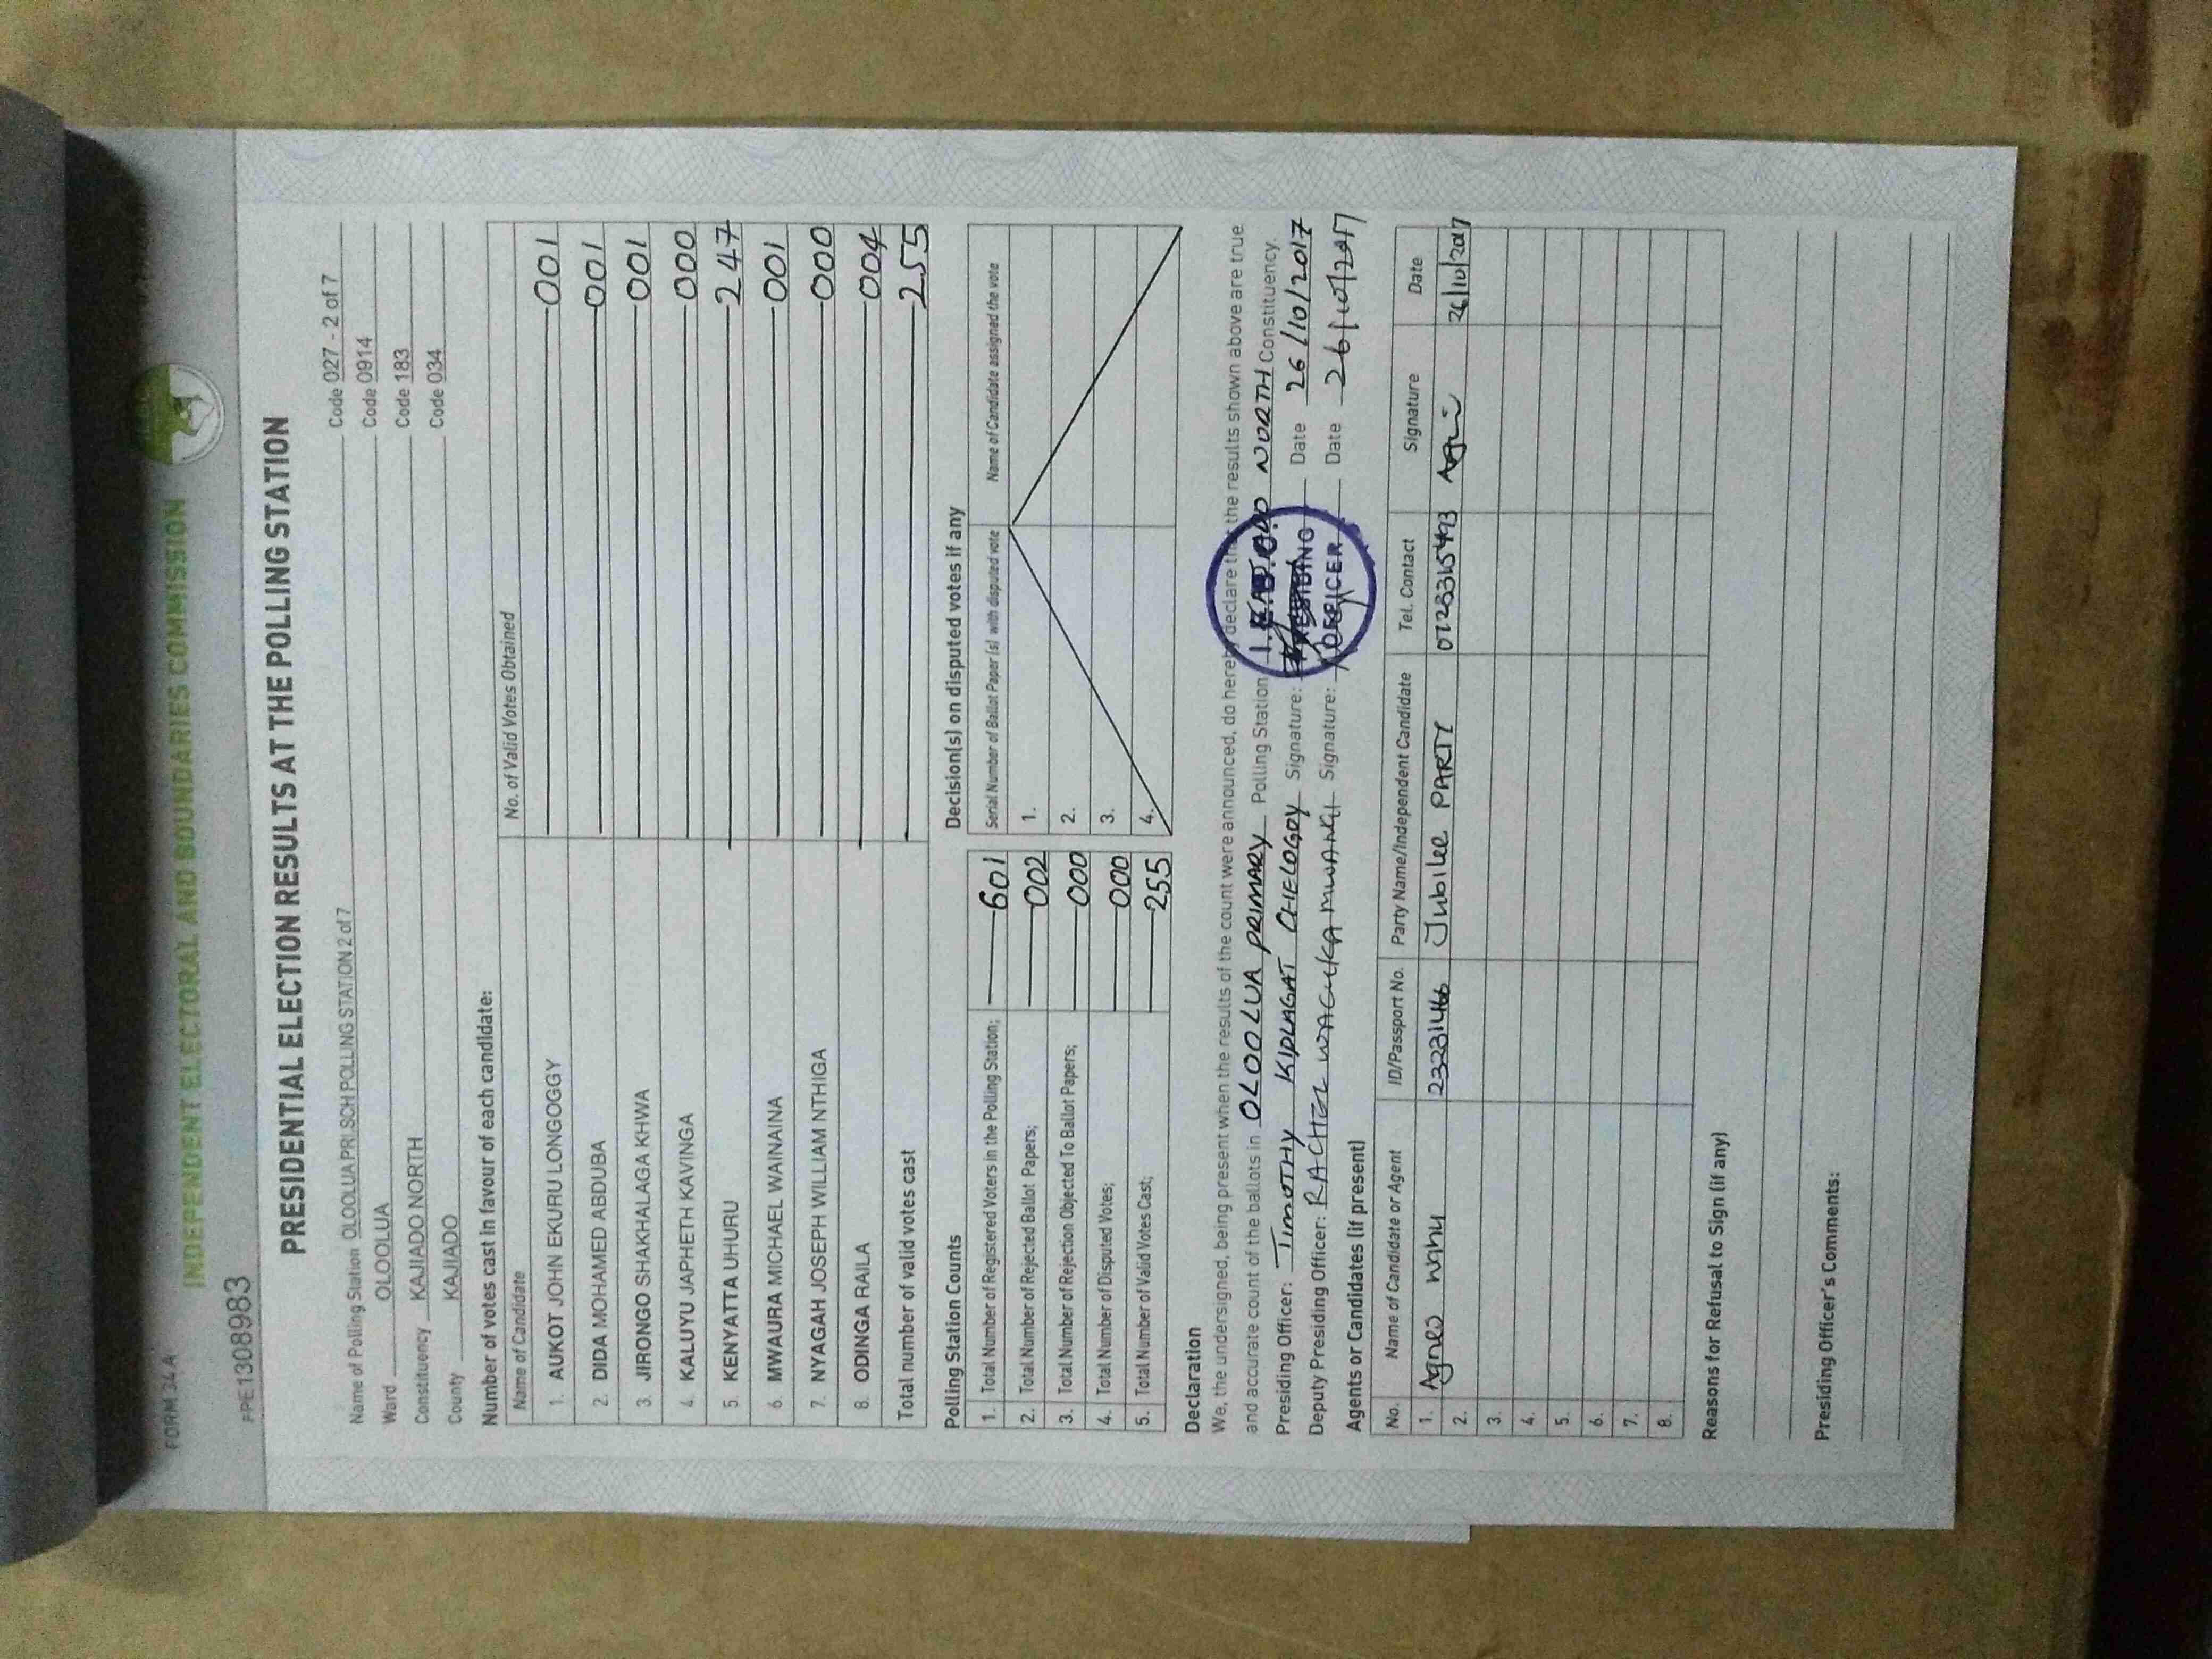 FORM 34A
INDEPENDENT ELECTORAL AND BOUNDARIES COMMISSION
PRE1308983
PRESIDENTIAL ELECTION RESULTS AT THE POLLING STATION
Name of Polling Station OLOOLUA PRI SCH POLLING STATION 2 of 7 Code 027 - 2 of 7
Ward OLOOLUA Code 0914
Constituency KAJIADO NORTH Code 183
County KAJIADO Code 034
Number of votes cast in favour of each candidate:
Name of Candidate No. of Valid Votes Obtained
1. AUKOT JOHN EKURU LONGOGGY 001
2. DIDA MOHAMED ABDUBA 001
3. JIRONGO SHAKHALAGA KHWA 001
4. KALUYU JAPHETH KAVINGA 000
5. KENYATTA UHURU 247
6. MWAURA MICHAEL WAINAINA 001
7. NYAGAH JOSEPH WILLIAM NTHIGA 000
8. ODINGA RAILA 004
Total number of valid votes cast 255
Polling Station Counts
1. Total Number of Registered Voters in the Polling Station; 601
2. Total Number of Rejected Ballot Papers; 002
3. Total Number of Rejection Objected To Ballot Papers; 000
4. Total Number of Disputed Votes; 000
5. Total Number of Valid Votes Cast; 255
Decision(s) on disputed votes if any
Serial Number of Ballot Paper (s) with disputed vote Name of Candidate assigned the vote
1.
2.
3.
4.
Declaration
We, the undersigned, being present when the results of the count were announced, do hereby declare that the results shown above are true
and accurate count of the ballots in OLOOLUA PRIMARY Polling Station KAJIADO NORTH Constituency.
Presiding Officer: TIMOTHY KIPLAGAT CHELOGOY Signature: Date 26/10/2017
Deputy Presiding Officer: RACHEL WACUKA MWANGI Signature: Date 26/10/2017
PRESIDING
OFFICER
Agents or Candidates (if present)
No. Name of Candidate or Agent ID/Passport No. Party Name/Independent Candidate Tel. Contact Signature Date
1. Agnes 23231466 Jubilee PARTY 26/10/2017
2.
3.
4.
5.
6.
7.
8.
Reasons for Refusal to Sign (if any)
Presiding Officer's Comments: